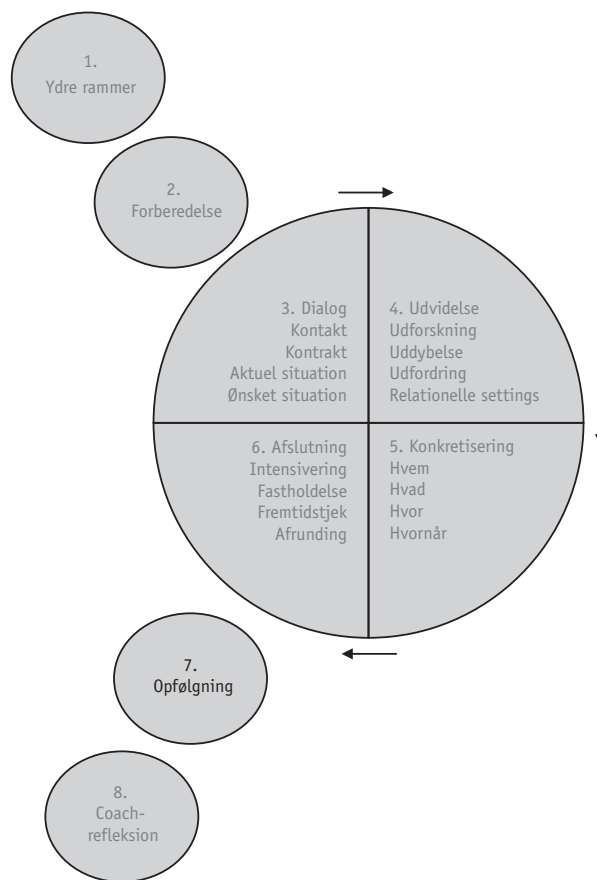 1.
Ydre rammer
2.
Forberedelse
3. Dialog
Kontakt
Kontrakt
Aktuel situation
Ønsket situation
4. Udvidelse
Udforskning
Uddybelse
Udfordring
Relationelle settings
5. Konkretisering
Hvem
Hvad
Hvor
Hvornår
6. Afslutning
Intensivering
Fastholdelse
Fremtidstjek
Afrunding
7.
Opfølgning
8.
Coach-
refleksion